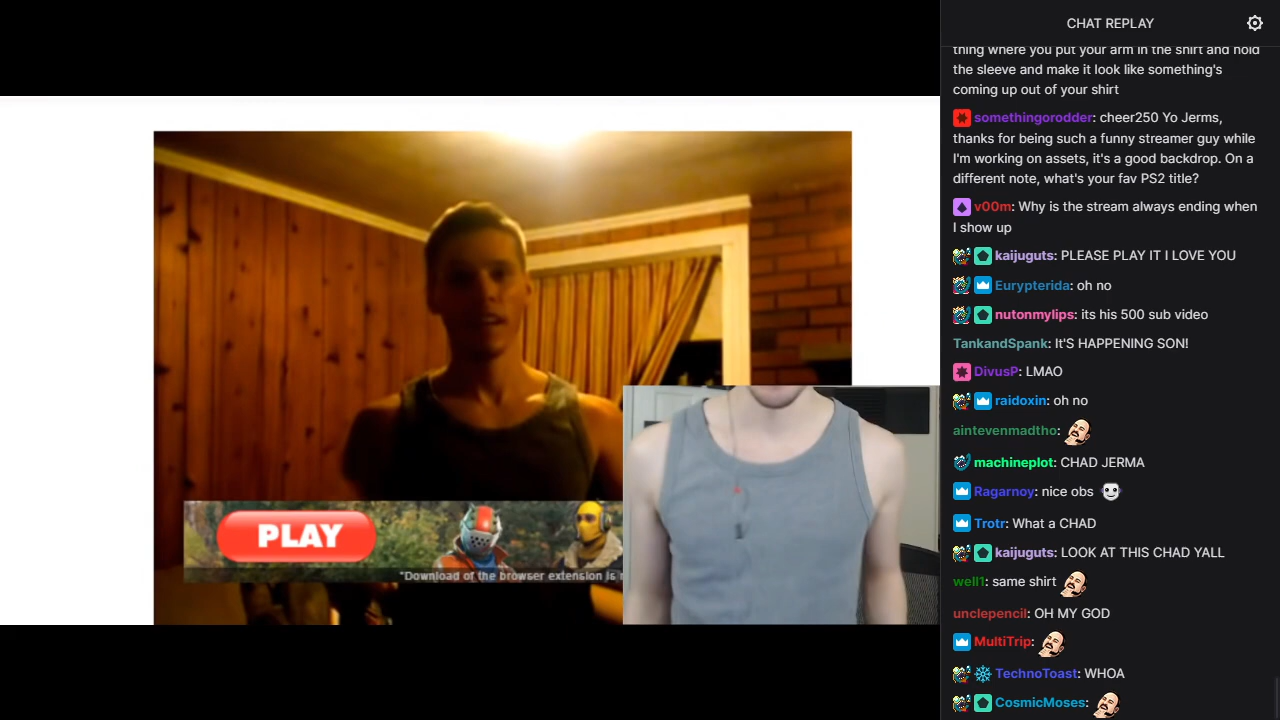 CHAT REPLAY
thing where you put your arm in the shirt and hold
the sleeve and make it look like something's
coming up out of your shirt
somethingorodder: cheer250 Yo Jerms,
thanks for being such a funny streamer guy while
I'm working on assets, it's a good backdrop. On a
different note, what's your fav PS2 title?
v00m: Why is the stream always ending when
I show up
kaijuguts: PLEASE PLAY IT I LOVE YOU
Eurypterida: oh no
nutonmylips: its his 500 sub video
TankandSpank: IT'S HAPPENING SON!
DivusP: LMAO
raidoxin: oh no
aintevenmadtho:
machineplot: CHAD JERMA
Ragarnoy: nice obs
Trotr: What a CHAD
kaijuguts: LOOK AT THIS CHAD YALL
well1: same shirt
unclepencil: OH MY GOD
MultiTrip:
TechnoToast: WHOA
CosmicMoses:
PLAY
"Download of the browser extension is